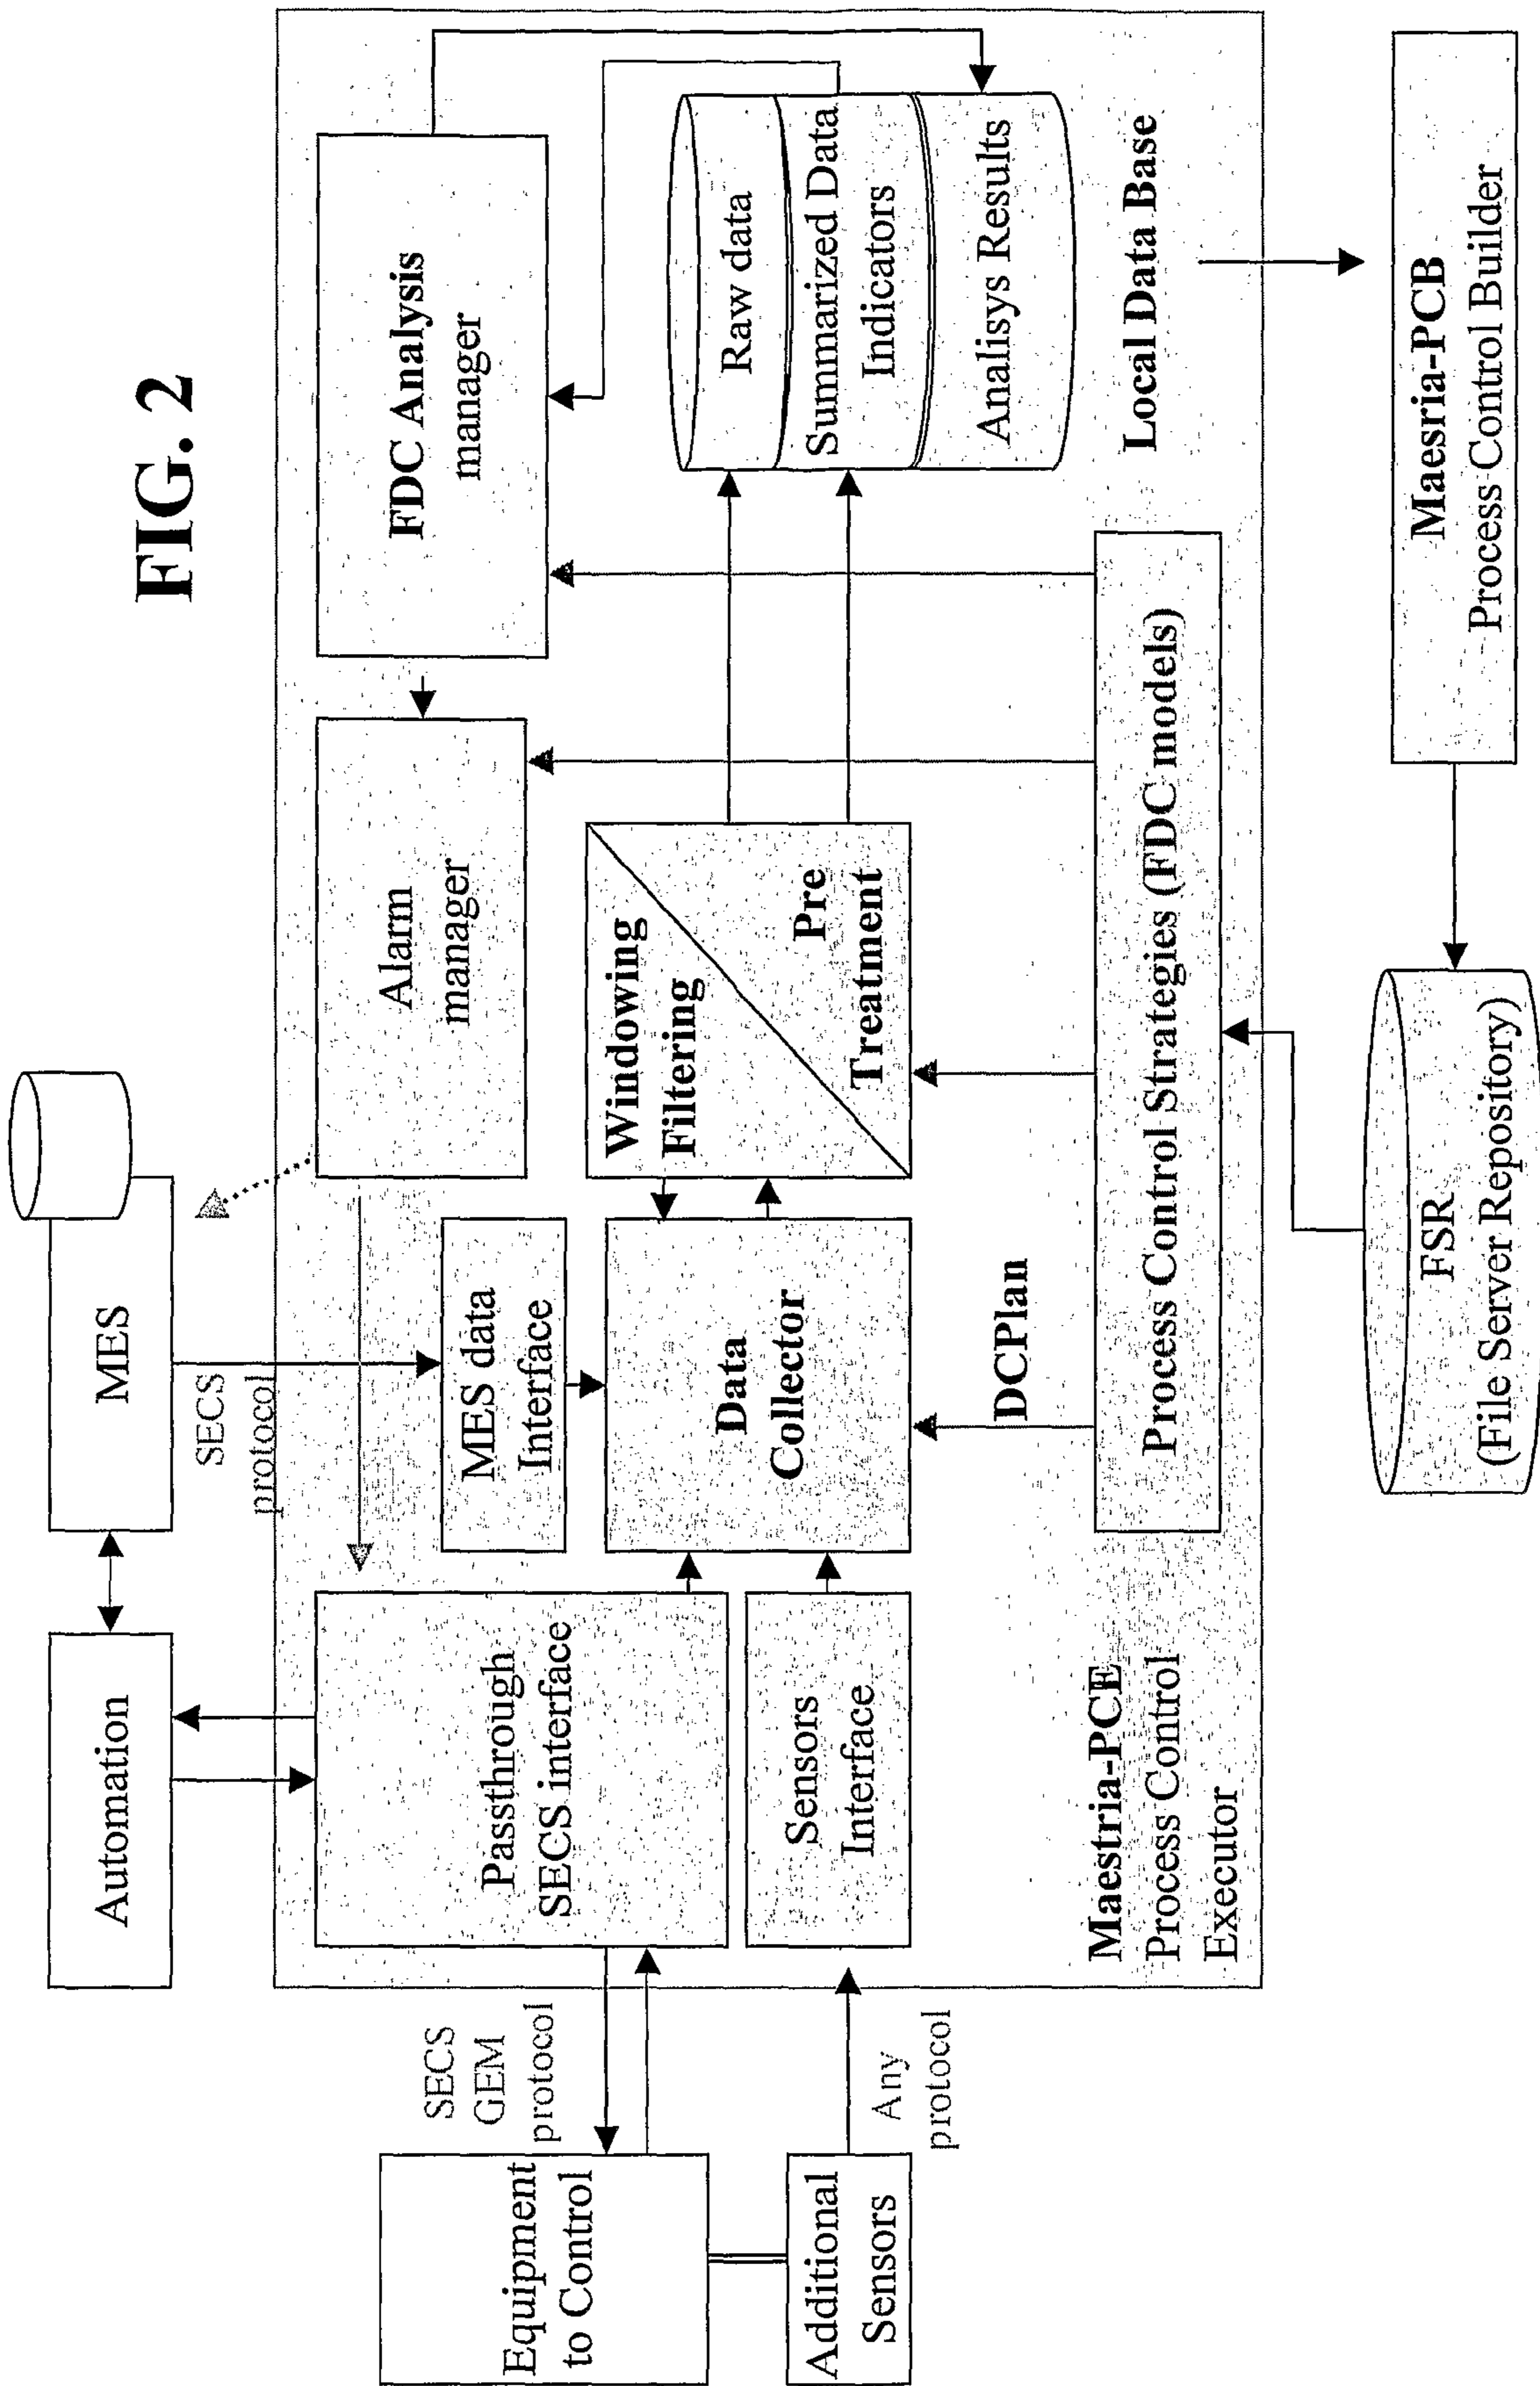 FIG. 2
Automation
MES
SECS
protocol
Equipment
to Control
SECS
GEM
protocol
Additional
Sensors
Any
protocol
Passthrough
SECS interface
Sensors
Interface
MES data
Interface
Data
Collector
Alarm
manager
Windowing
Filtering
Pre
Treatment
FDC Analysis
manager
Raw data
Summarized Data
Indicators
Analisys Results
Local Data Base
DCPlan
Process Control Strategies (FDC models)
Maestria-PCE
Process Control
Executor
FSR
(File Server Repository)
Maesria-PCB
Process Control Builder